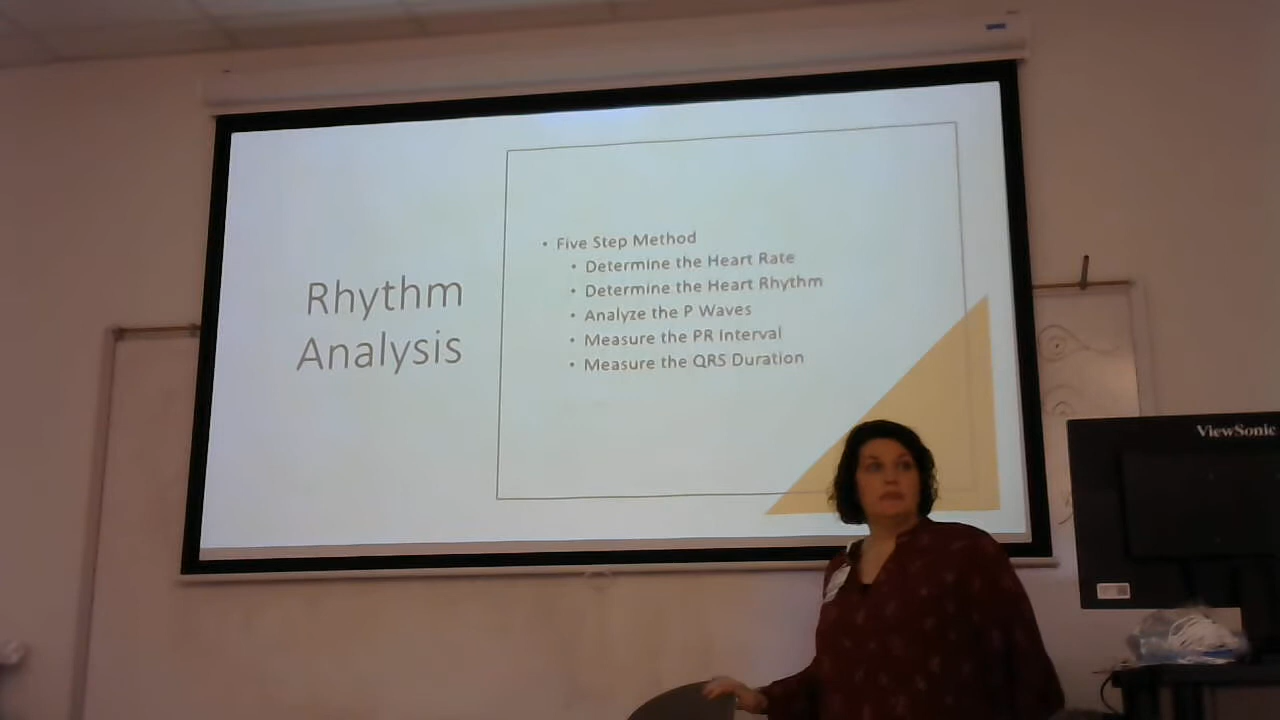 Rhythm
Analysis
• Five Step Method
• Determine the Heart Rate
• Determine the Heart Rhythm
• Analyze the P Waves
• Measure the PR Interval
• Measure the QRS Duration
ViewSonic